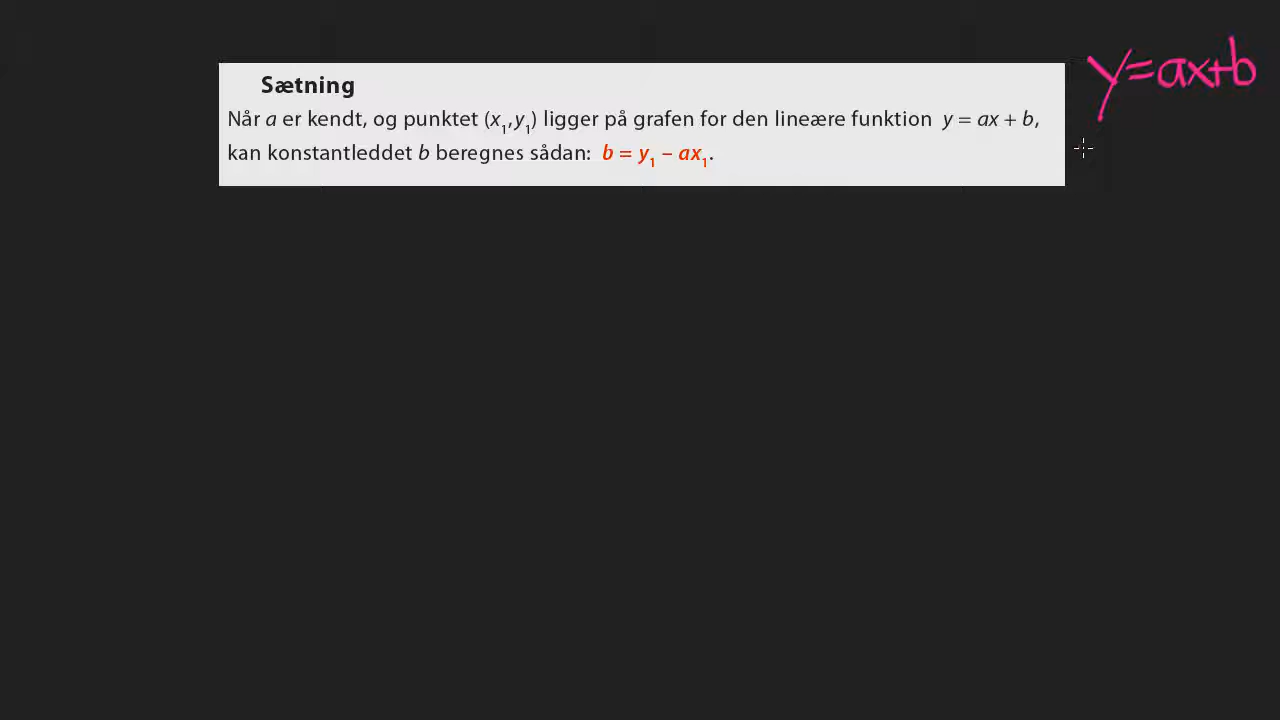 Sætning
Når a er kendt, og punktet (x₁,y₁) ligger på grafen for den lineære funktion y = ax + b,
kan konstantleddet b beregnes sådan: b = y₁ – ax₁.
y=ax+b